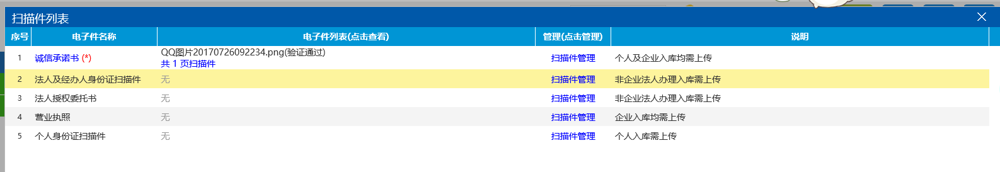 扫描件列表
序号 电子件名称 电子件列表(点击查看) 管理(点击管理) 说明
1 诚信承诺书 (*) QQ图片20170726092234.png(验证通过) 扫描件管理 个人及企业入库均需上传
共 1 页扫描件
2 法人及经办人身份证扫描件 无 扫描件管理 非企业法人办理入库需上传
3 法人授权委托书 无 扫描件管理 非企业法人办理入库需上传
4 营业执照 无 扫描件管理 企业入库均需上传
5 个人身份证扫描件 无 扫描件管理 个人入库需上传